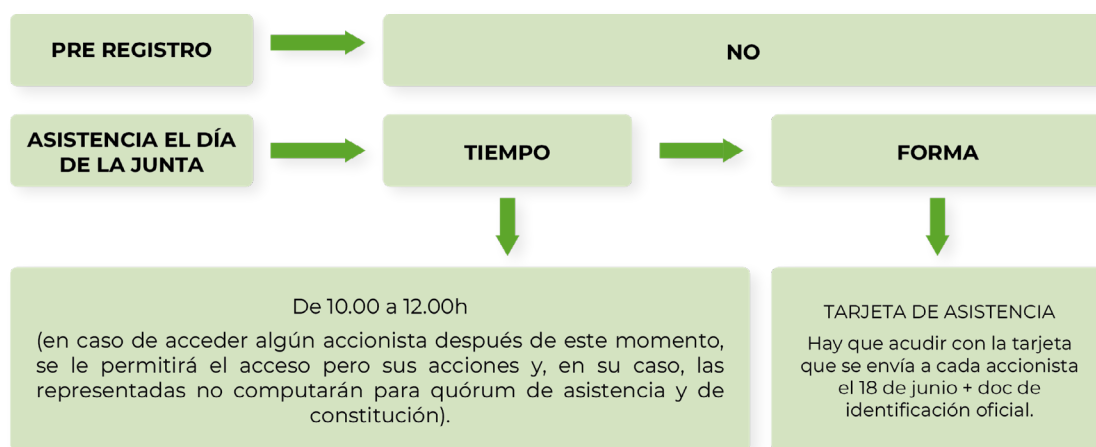 PRE REGISTRO
NO
ASISTENCIA EL DÍA
DE LA JUNTA
TIEMPO
FORMA
De 10.00 a 12.00h
(en caso de acceder algún accionista después de este momento,
se le permitirá el acceso pero sus acciones y, en su caso, las
representadas no computarán para quórum de asistencia y de
constitución).
TARJETA DE ASISTENCIA
Hay que acudir con la tarjeta
que se envía a cada accionista
el 18 de junio + doc de
identificación oficial.